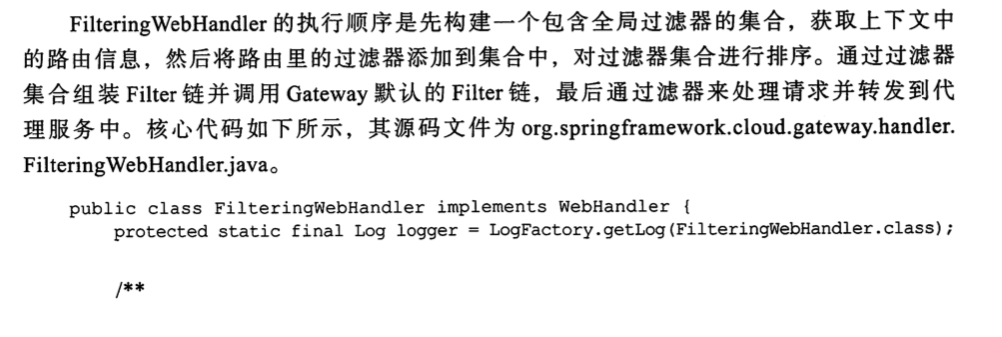 FilteringWebHandler 的执行顺序是先构建一个包含全局过滤器的集合，获取上下文中
的路由信息，然后将路由里的过滤器添加到集合中，对过滤器集合进行排序。通过过滤器
集合组装 Filter 链并调用 Gateway 默认的 Filter 链，最后通过过滤器来处理请求并转发到代
理服务中。核心代码如下所示，其源码文件为 org.springframework.cloud.gateway.handler.
FilteringWebHandler.java。
public class FilteringWebHandler implements WebHandler {
protected static final Log logger = LogFactory.getLog(FilteringWebHandler.class);
/**